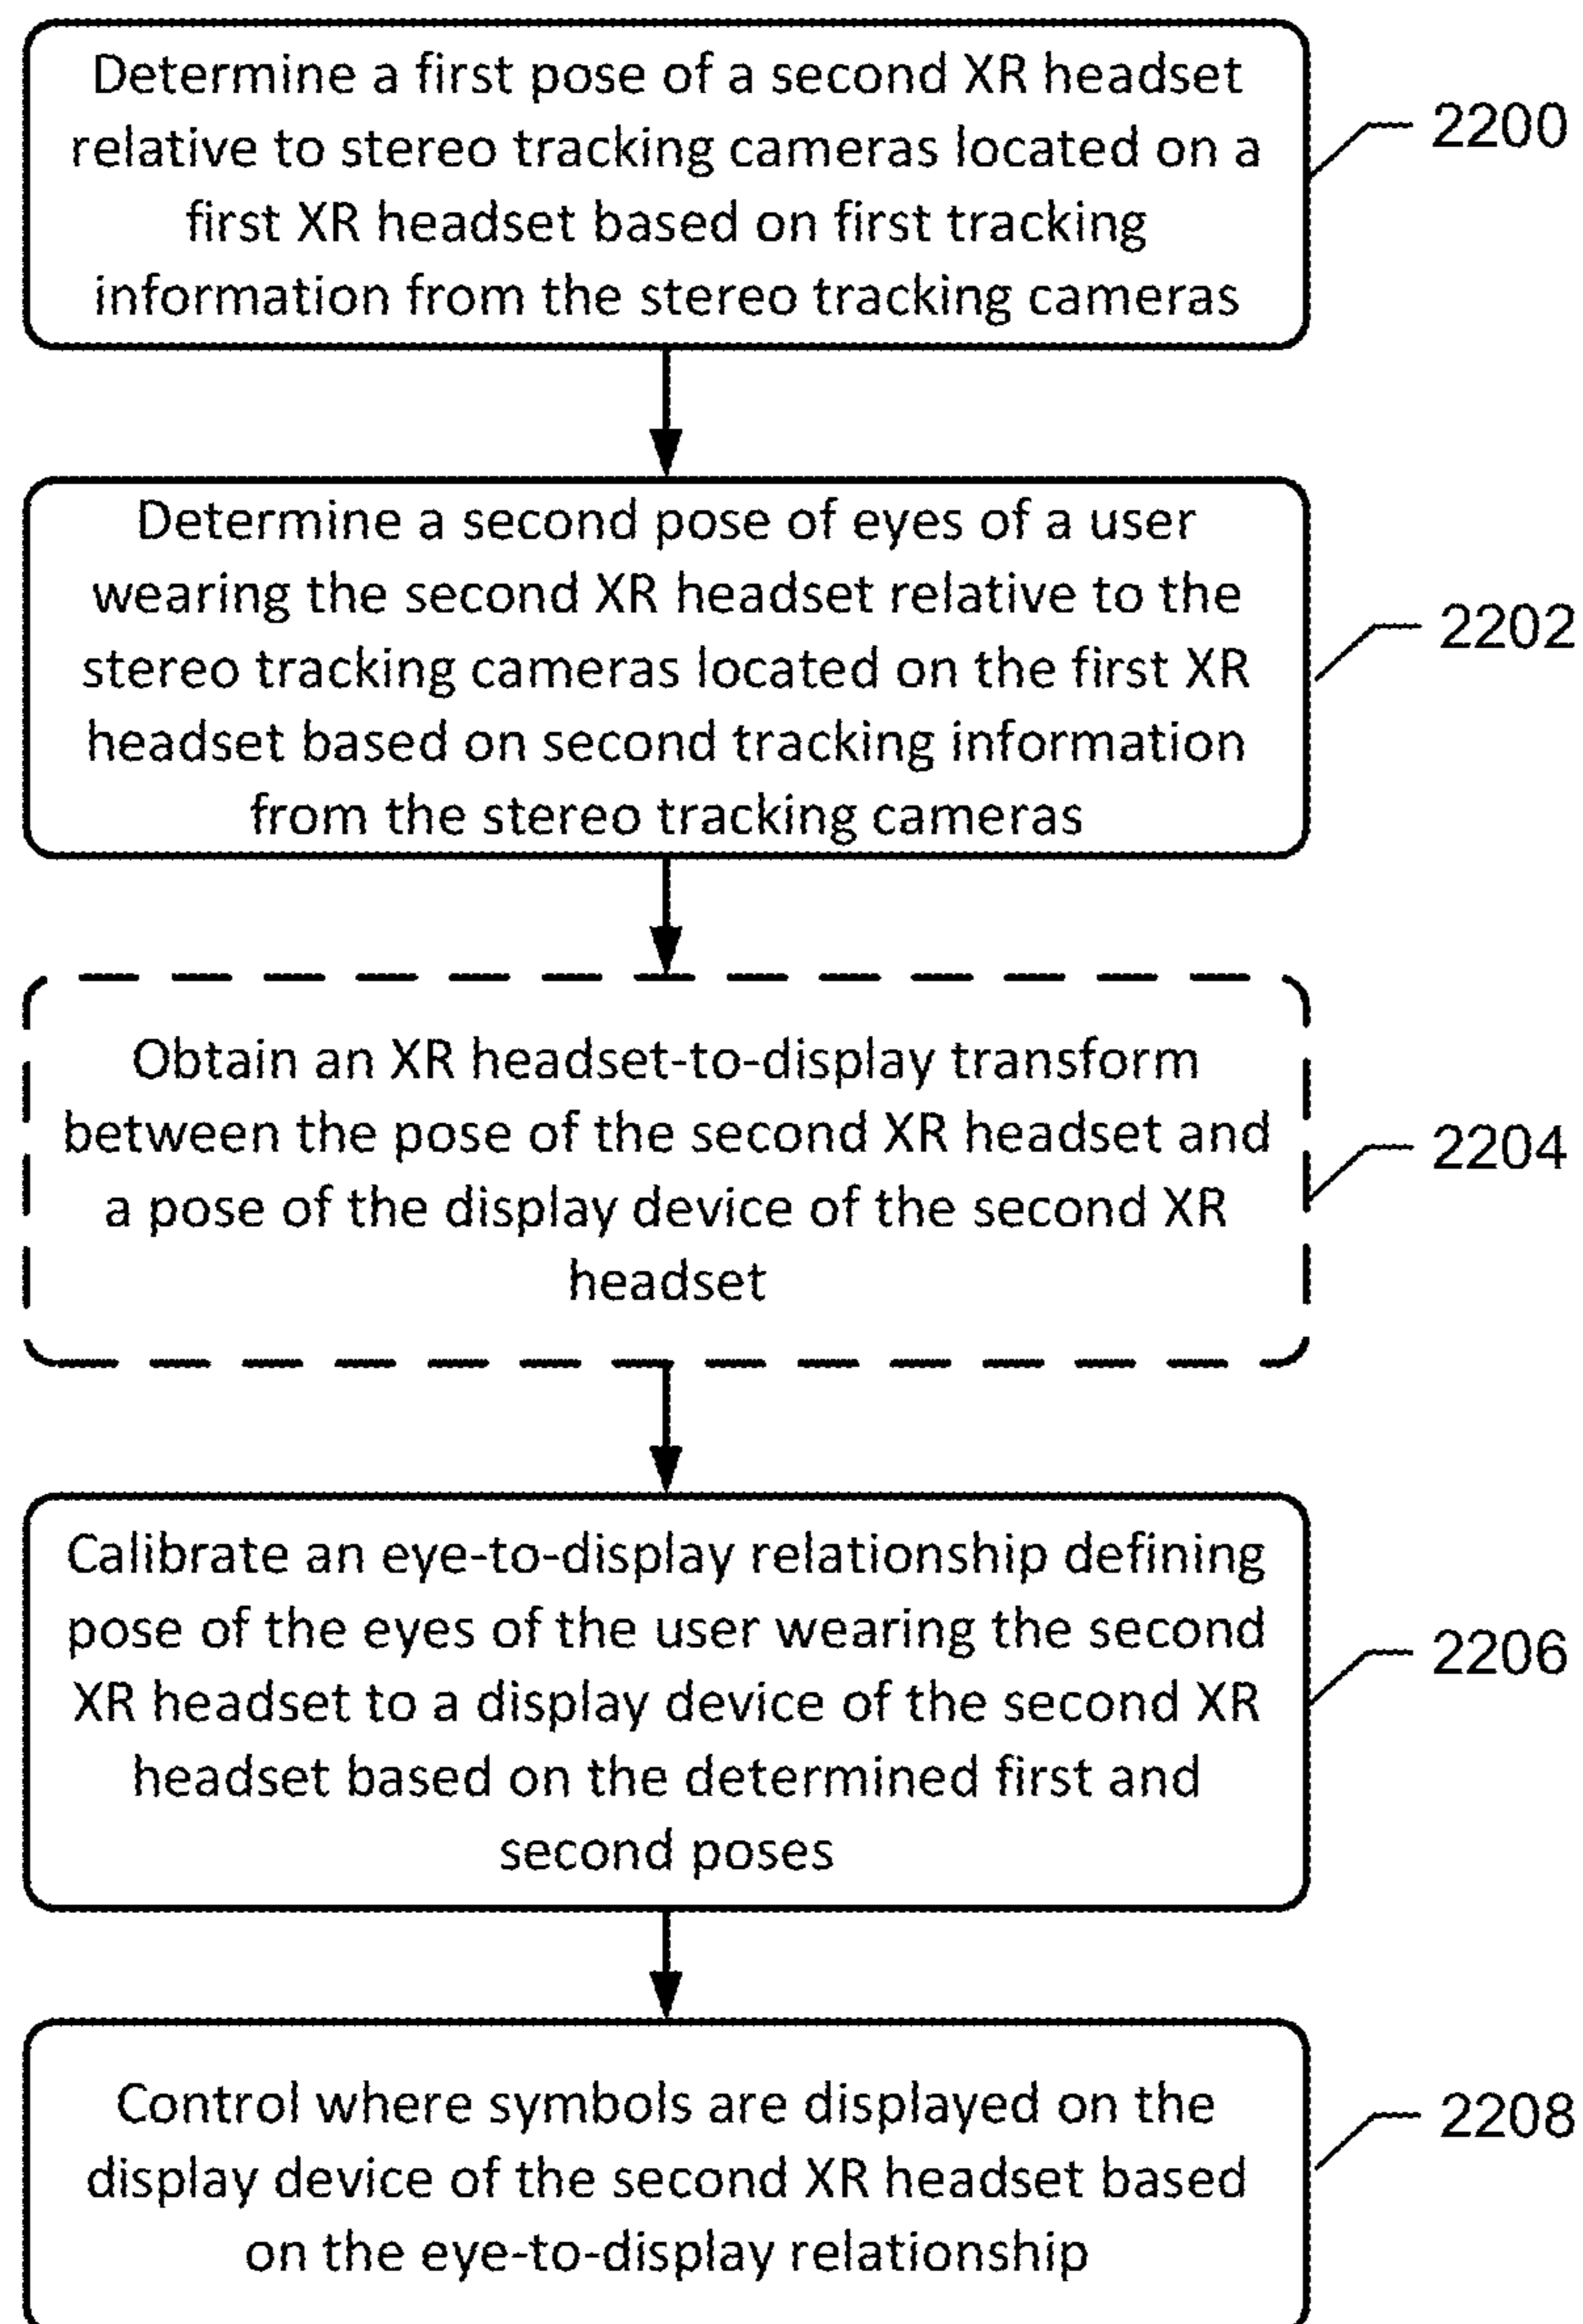 Determine a first pose of a second XR headset
relative to stereo tracking cameras located on a
first XR headset based on first tracking
information from the stereo tracking cameras
2200
Determine a second pose of eyes of a user
wearing the second XR headset relative to the
stereo tracking cameras located on the first XR
headset based on second tracking information
from the stereo tracking cameras
2202
Obtain an XR headset-to-display transform
between the pose of the second XR headset and
a pose of the display device of the second XR
headset
2204
Calibrate an eye-to-display relationship defining
pose of the eyes of the user wearing the second
XR headset to a display device of the second XR
headset based on the determined first and
second poses
2206
Control where symbols are displayed on the
display device of the second XR headset based
on the eye-to-display relationship
2208